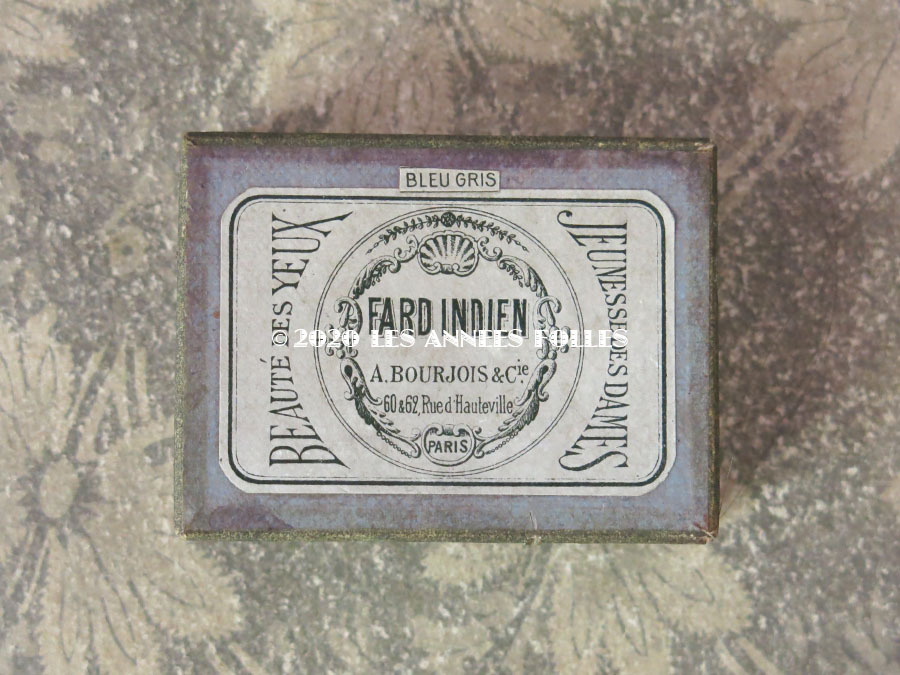 BLEU GRIS
BEAUTÉ DES YEUX
FARD INDIEN
© 2020 LES ANNEES FOLLES
A. BOURJOIS & Cie
60 & 62, Rue d'Hauteville
PARIS
JEUNESSE DES DAMES